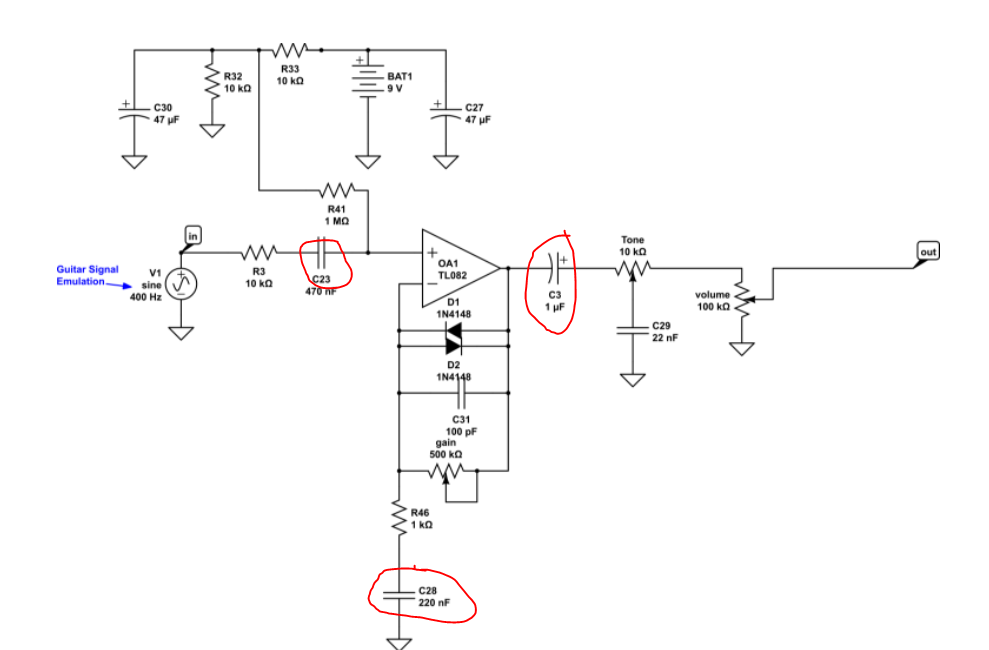 R33
10 kΩ
R32
10 kΩ
+
BAT1
9 V
+
C30
47 µF
+
C27
47 µF
R41
1 MΩ
in
Guitar Signal
Emulation
V1
sine
400 Hz
R3
10 kΩ
C23
470 nF
+
OA1
TL082
−
+
C3
1 µF
Tone
10 kΩ
out
volume
100 kΩ
C29
22 nF
D1
1N4148
D2
1N4148
C31
100 pF
gain
500 kΩ
R46
1 kΩ
C28
220 nF